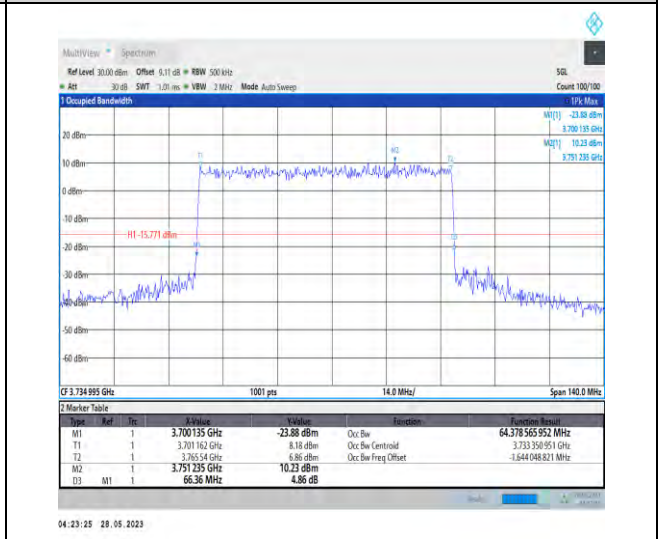 MultiView Spectrum
Ref Level 30.00 dBm Offset 9.11 dB RBW 500 kHz SGL
Att 30 dB SWT 1.01 ms VBW 2 MHz Mode Auto Sweep Count 100/100
1 Occupied Bandwidth 1Pk Max
M1[1] -23.88 dBm
3.700 135 GHz
M2[1] 10.23 dBm
3.751 235 GHz
20 dBm
10 dBm
T1 M2 T2
0 dBm
-10 dBm
H1 -15.771 dBm
-20 dBm
M1 D3
-30 dBm
-40 dBm
-50 dBm
-60 dBm
CF 3.734 995 GHz 1001 pts 14.0 MHz/ Span 140.0 MHz
2 Marker Table
Type Ref Trc X-Value Y-Value Function Function Result
M1 1 3.700 135 GHz -23.88 dBm Occ Bw 64.378 565 952 MHz
T1 1 3.701 162 GHz 8.18 dBm Occ Bw Centroid 3.733 350 951 GHz
T2 1 3.765 54 GHz 6.86 dBm Occ Bw Freq Offset -1.644 048 821 MHz
M2 1 3.751 235 GHz 10.23 dBm
D3 M1 1 66.36 MHz 4.86 dB
04:23:25 28.05.2023